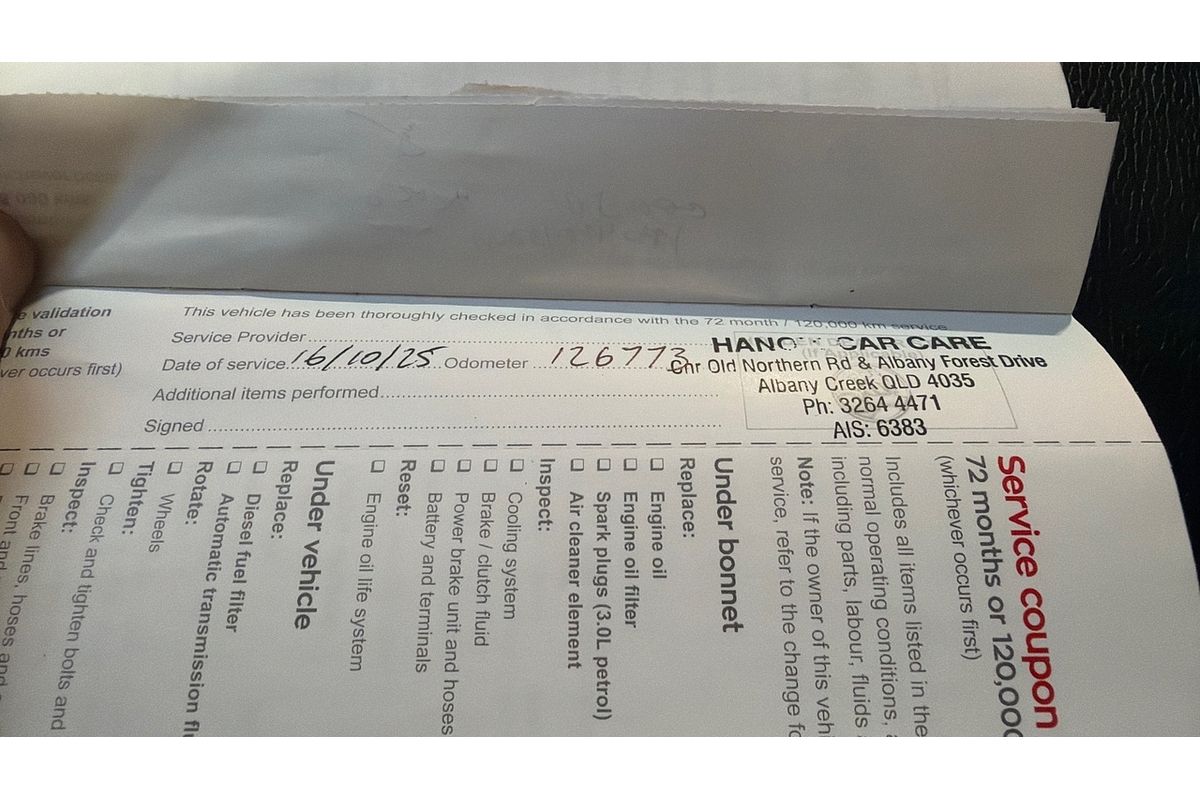 e validation
nths or
0 kms
ver occurs first)
This vehicle has been thoroughly checked in accordance with the 72 month / 120,000 km service
Service Provider
Date of service 16/10/25 Odometer 126773
Additional items performed
Signed
CAR CARE
Cnr Old Northern Rd & Albany Forest Drive
Albany Creek QLD 4035
Ph: 3264 4471
AIS: 6383
Service coupon
72 months or 120,000
(whichever occurs first)
Includes all items listed in the
normal operating conditions,
including parts, labour, fluids
Note: If the owner of this vehi
service, refer to the change fo
Under bonnet
Replace:
Engine oil
Engine oil filter
Spark plugs (3.0L petrol)
Air cleaner element
Inspect:
Cooling system
Brake / clutch fluid
Power brake unit and hoses
Battery and terminals
Reset:
Engine oil life system
Under vehicle
Replace:
Diesel fuel filter
Automatic transmission flu
Rotate:
Wheels
Tighten:
Check and tighten bolts and
Inspect:
Brake lines, hoses and
Front and